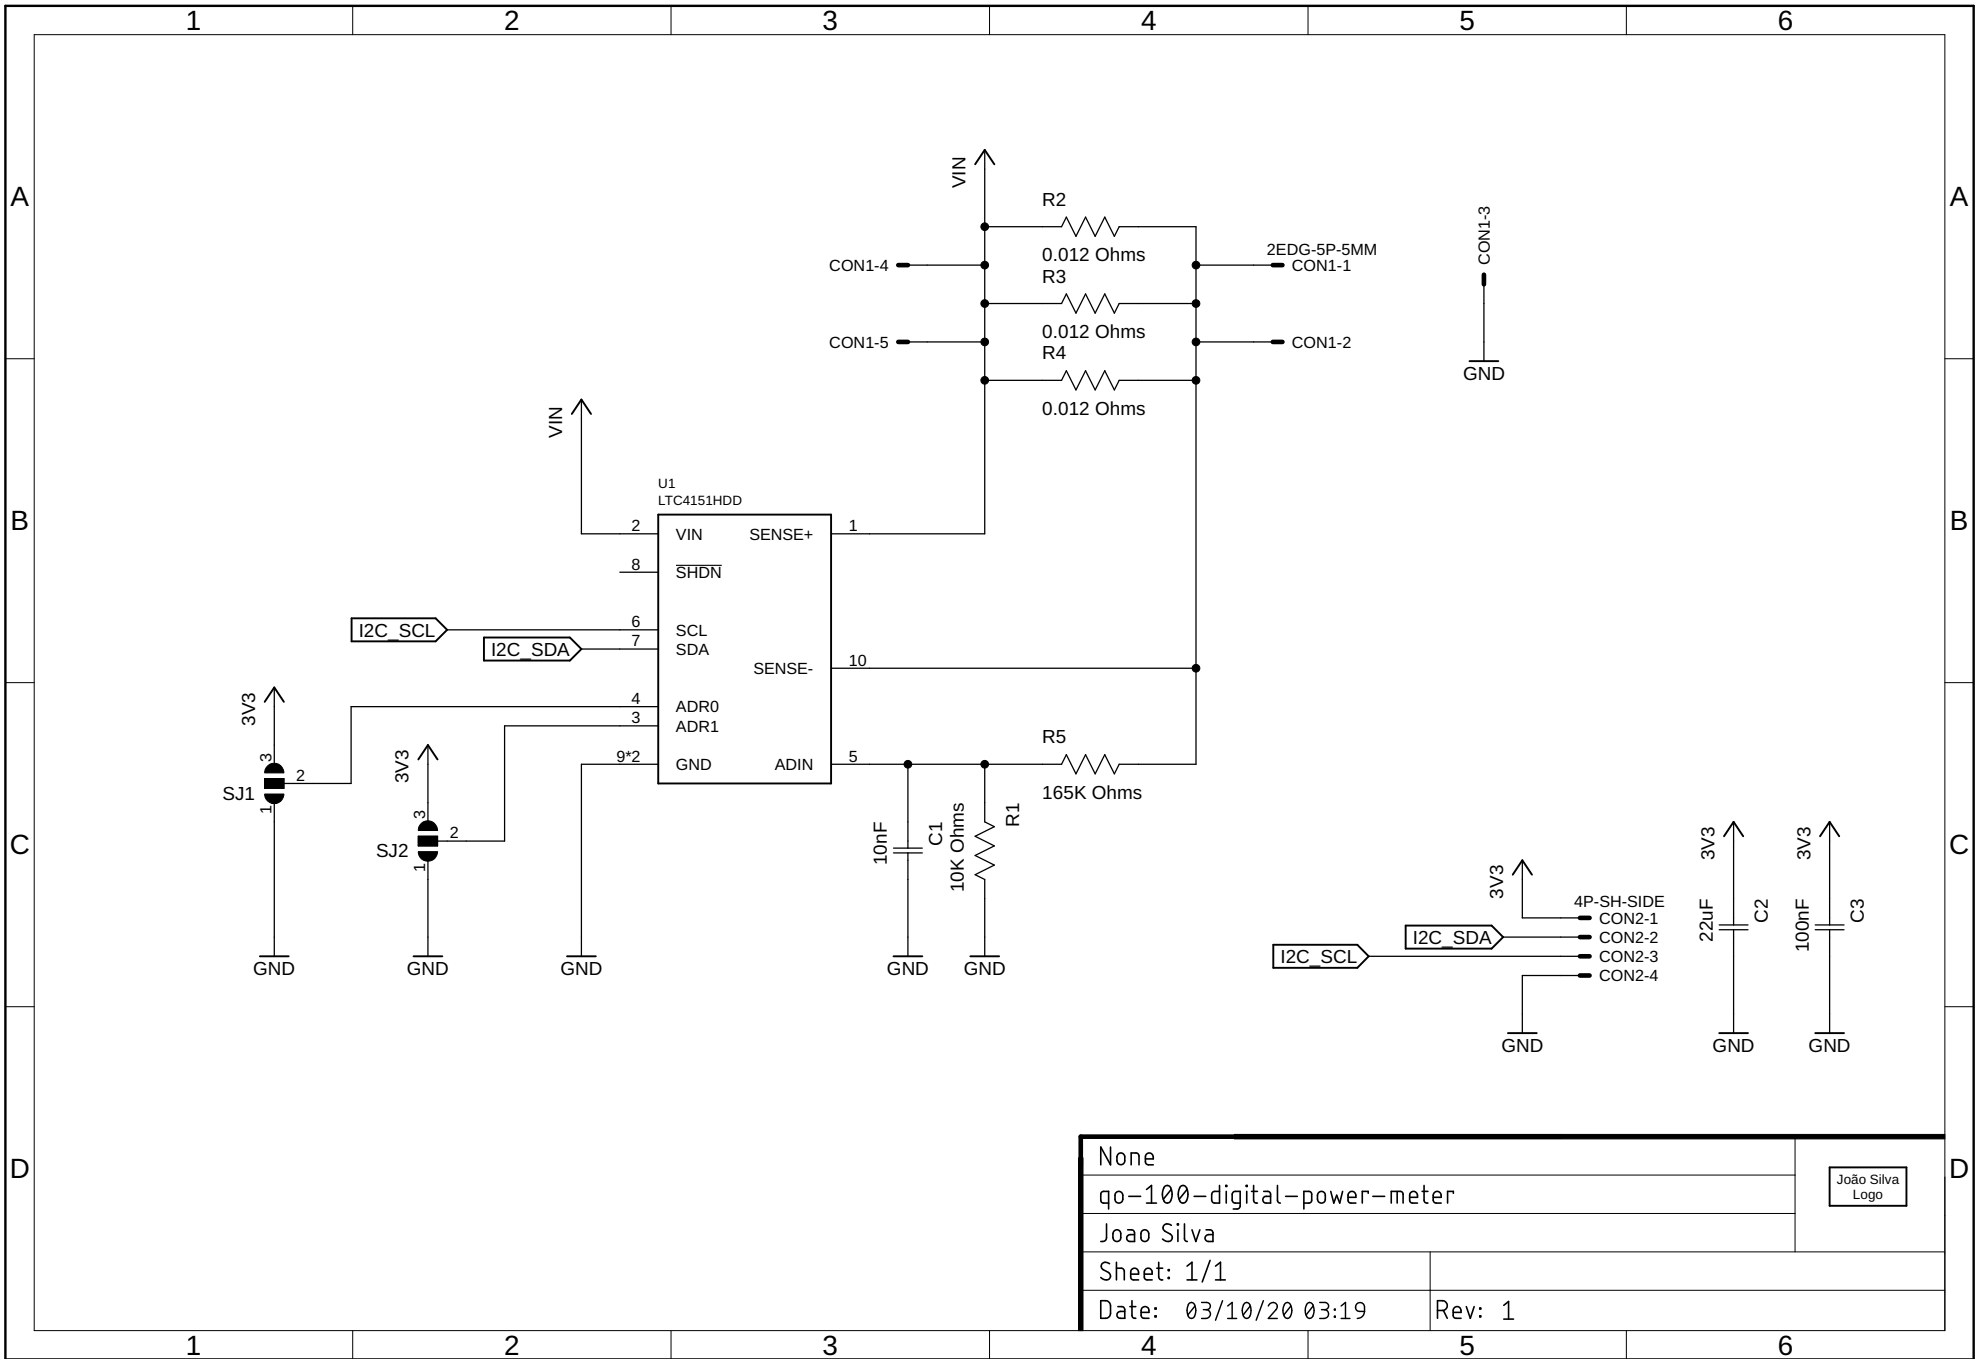 1 2 3 4 5 6
A A
VIN
R2
0.012 Ohms
CON1-4
2EDG-5P-5MM
CON1-1
CON1-3
R3
0.012 Ohms
CON1-5
CON1-2
R4
0.012 Ohms
GND
VIN
U1
LTC4151HDD
B B
2 VIN SENSE+ 1
8 SHDN
I2C_SCL 6 SCL
I2C_SDA 7 SDA
SENSE- 10
3V3
4 ADR0
3 ADR1
9*2 GND ADIN 5
R5
165K Ohms
3
2
SJ1
1
3V3
3
2
SJ2
1
C C
10nF
C1
10K Ohms
R1
GND GND GND GND GND
3V3
4P-SH-SIDE
CON2-1
I2C_SDA CON2-2
I2C_SCL CON2-3
CON2-4
GND
3V3
22uF
C2
GND
3V3
100nF
C3
GND
D D
None
qo-100-digital-power-meter
Joao Silva
João Silva
Logo
Sheet: 1/1
Date: 03/10/20 03:19 Rev: 1
1 2 3 4 5 6